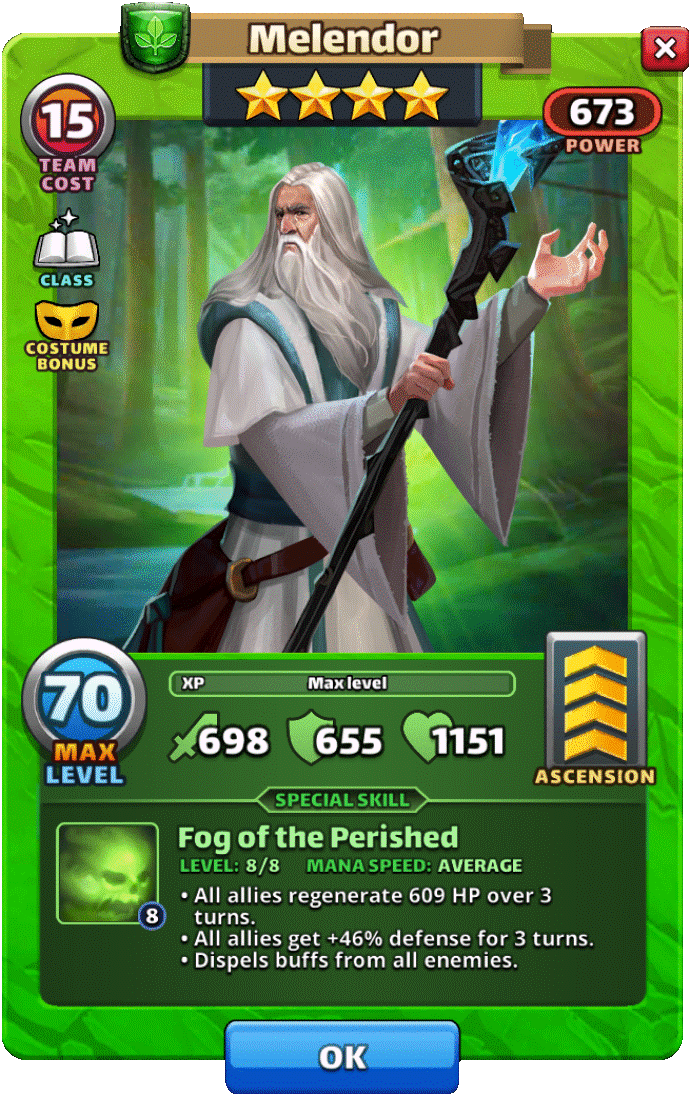 Melendor
15
TEAM
COST
673
POWER
CLASS
COSTUME
BONUS
70
MAX
LEVEL
XP Max level
698 655 1151
ASCENSION
SPECIAL SKILL
Fog of the Perished
LEVEL: 8/8 MANA SPEED: AVERAGE
8
• All allies regenerate 609 HP over 3
turns.
• All allies get +46% defense for 3 turns.
• Dispels buffs from all enemies.
OK